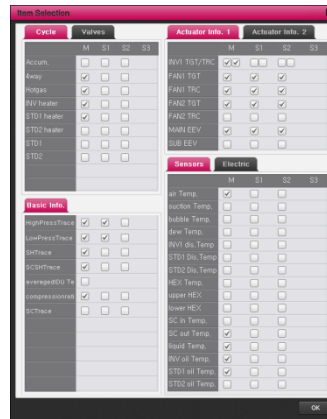 Item Selection
Cycle Valves
M S1 S2 S3
Accum,
4way
Hotgas
INV heater
STD1 heater
STD2 heater
STD1
STD2
Basic Info.
HighPressTrace
LowPressTrace
SHTrace
SCSHTrace
averagedIDU Te
compressionrati
SCTrace
Actuator Info. 1 Actuator Info. 2
M S1 S2 S3
INV1 TGT/TRC
FAN1 TGT
FAN1 TRC
FAN2 TGT
FAN2 TRC
MAIN EEV
SUB EEV
Sensors Electric
M S1 S2 S3
air Temp,
suction Temp,
bubble Temp,
dew Temp,
INV1 dis,Temp
STD1 Dis,Temp
STD2 Dis,Temp
HEX Temp,
upper HEX
lower HEX
SC in Temp,
SC out Temp,
liquid Temp,
INV oil Temp,
STD1 oil Temp,
STD2 oil Temp,
OK